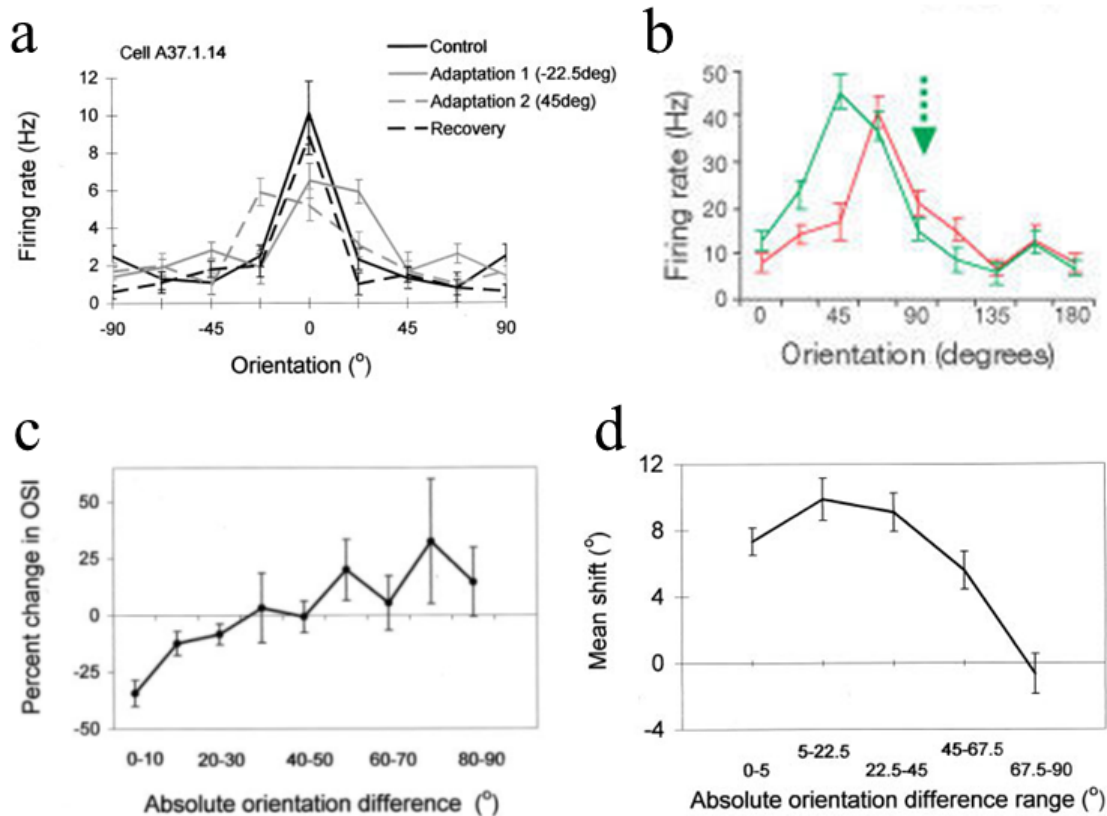 a
Cell A37.1.14
Control
Adaptation 1 (-22.5deg)
Adaptation 2 (45deg)
Recovery
Firing rate (Hz)
12
10
8
6
4
2
0
-90
-45
0
45
90
Orientation (°)
b
Firing rate (Hz)
50
40
30
20
10
0
0
45
90
135
180
Orientation (degrees)
c
Percent change in OSI
50
25
0
-25
-50
0-10
20-30
40-50
60-70
80-90
Absolute orientation difference (°)
d
Mean shift (°)
12
8
4
0
-4
0-5
5-22.5
22.5-45
45-67.5
67.5-90
Absolute orientation difference range (°)